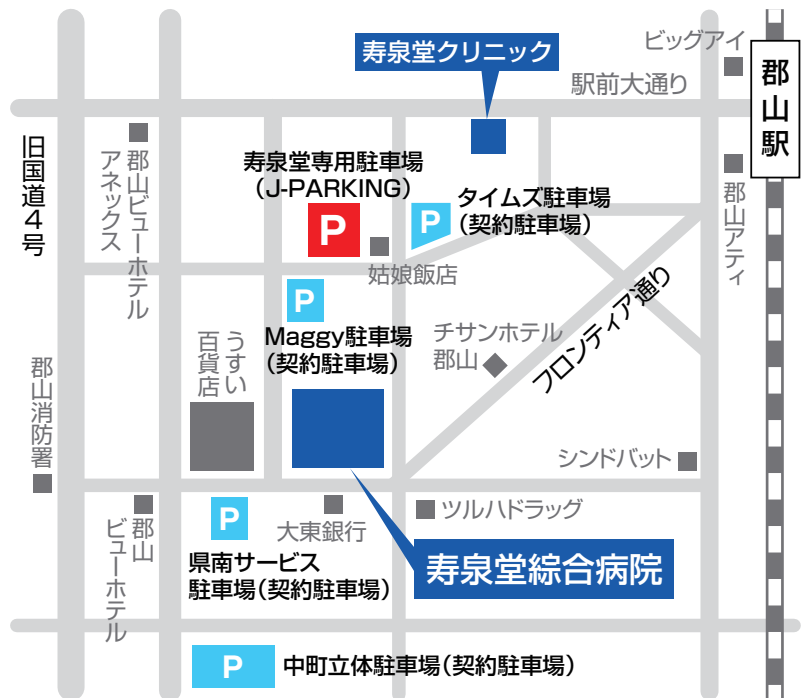 ビッグアイ
寿泉堂クリニック
駅前大通り
郡山駅
旧国道4号
郡山ビューホテル
アネックス
寿泉堂専用駐車場
（J-PARKING）
P
タイムズ駐車場
（契約駐車場）
P
郡山アティ
姑娘飯店
P
Maggy駐車場
（契約駐車場）
チサンホテル
郡山
フロンティア通り
うすい
百貨店
郡山消防署
シンドバット
P
大東銀行
ツルハドラッグ
郡山
ビューホテル
県南サービス
駐車場（契約駐車場）
寿泉堂綜合病院
P
中町立体駐車場（契約駐車場）